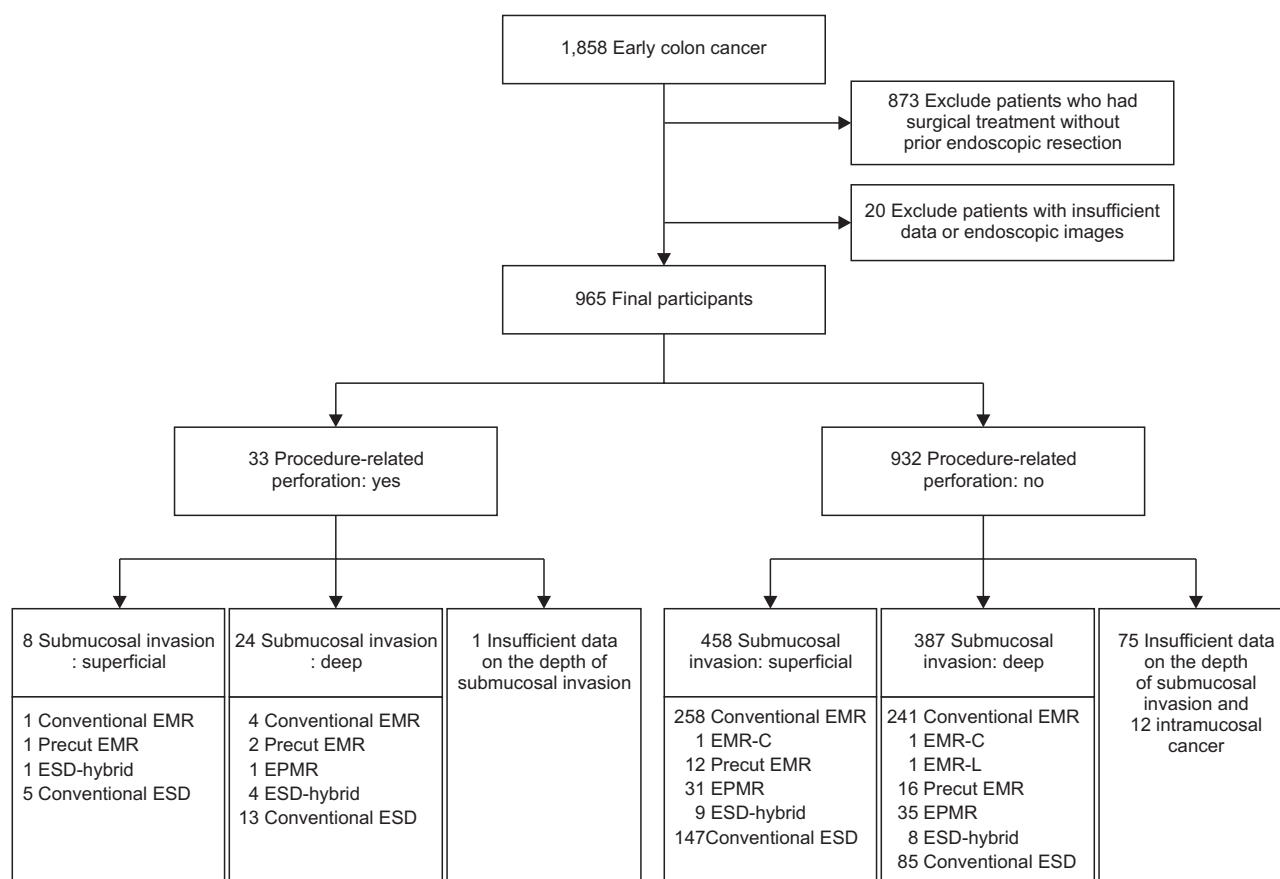 1,858 Early colon cancer
873 Exclude patients who had
surgical treatment without
prior endoscopic resection
20 Exclude patients with insufficient
data or endoscopic images
965 Final participants
33 Procedure-related
perforation: yes
932 Procedure-related
perforation: no
8 Submucosal invasion
: superficial
1 Conventional EMR
1 Precut EMR
1 ESD-hybrid
5 Conventional ESD
24 Submucosal invasion
: deep
4 Conventional EMR
2 Precut EMR
1 EPMR
4 ESD-hybrid
13 Conventional ESD
1 Insufficient data
on the depth of
submucosal invasion
458 Submucosal
invasion: superficial
258 Conventional EMR
1 EMR-C
12 Precut EMR
31 EPMR
9 ESD-hybrid
147Conventional ESD
387 Submucosal
invasion: deep
241 Conventional EMR
1 EMR-C
1 EMR-L
16 Precut EMR
35 EPMR
8 ESD-hybrid
85 Conventional ESD
75 Insufficient data
on the depth
of submucosal
invasion and
12 intramucosal
cancer